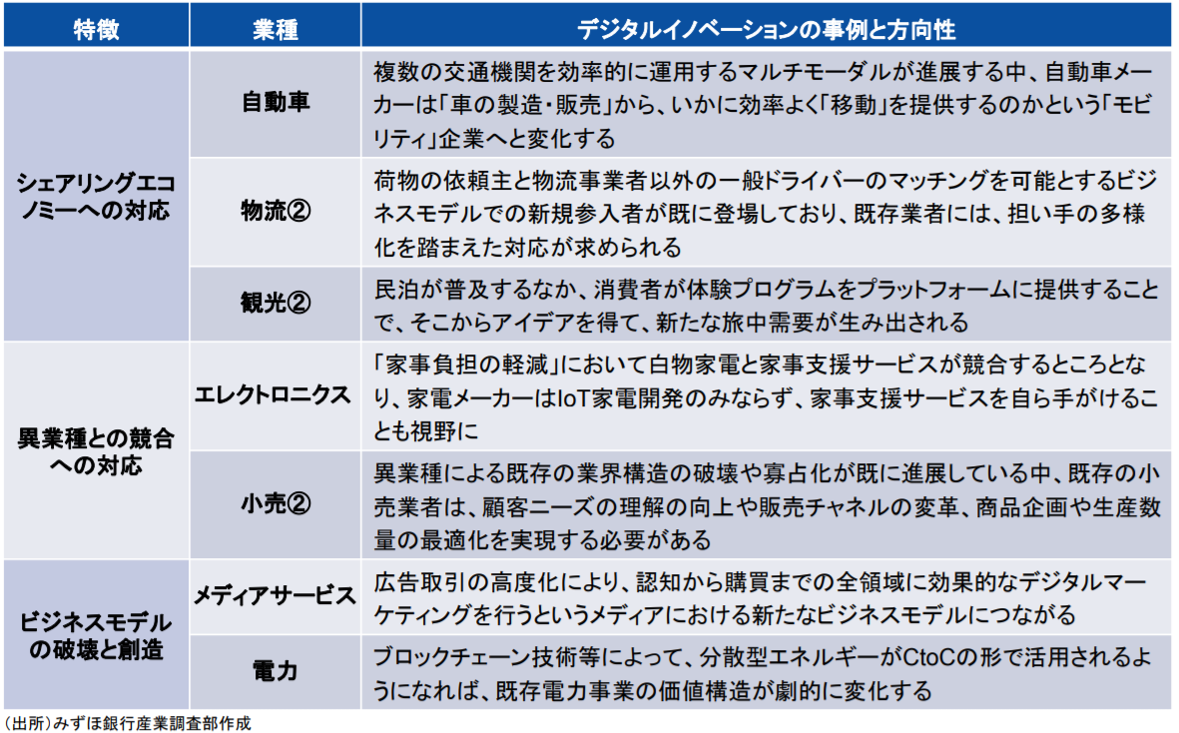 特徴 業種 デジタルイノベーションの事例と方向性
シェアリングエコ
ノミーへの対応
自動車
複数の交通機関を効率的に運用するマルチモーダルが進展する中、自動車メー
カーは「車の製造・販売」から、いかに効率よく「移動」を提供するのかという「モビ
リティ」企業へと変化する
物流②
荷物の依頼主と物流事業者以外の一般ドライバーのマッチングを可能とするビジ
ネスモデルでの新規参入者が既に登場しており、既存業者には、担い手の多様
化を踏まえた対応が求められる
観光②
民泊が普及するなか、消費者が体験プログラムをプラットフォームに提供すること
で、そこからアイデアを得て、新たな旅中需要が生み出される
異業種との競合
への対応
エレクトロニクス
「家事負担の軽減」において白物家電と家事支援サービスが競合するところとな
り、家電メーカーはIoT家電開発のみならず、家事支援サービスを自ら手がけるこ
とも視野に
小売②
異業種による既存の業界構造の破壊や寡占化が既に進展している中、既存の小
売業者は、顧客ニーズの理解の向上や販売チャネルの変革、商品企画や生産数
量の最適化を実現する必要がある
ビジネスモデル
の破壊と創造
メディアサービス
広告取引の高度化により、認知から購買までの全領域に効果的なデジタルマー
ケティングを行うというメディアにおける新たなビジネスモデルにつながる
電力
ブロックチェーン技術等によって、分散型エネルギーがCtoCの形で活用されるよ
うになれば、既存電力事業の価値構造が劇的に変化する
（出所）みずほ銀行産業調査部作成